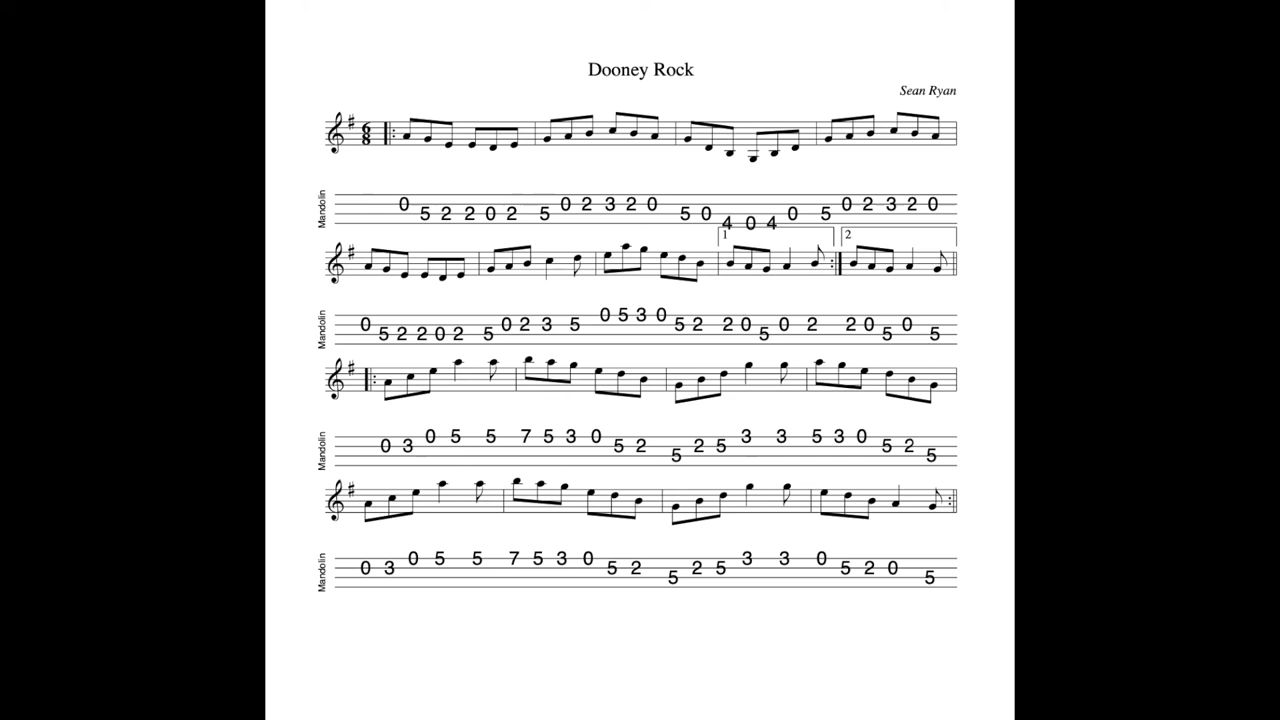 Dooney Rock
Sean Ryan
6
8
Mandolin
0 5 2 2 0 2 5 0 2 3 2 0 5 0 4 0 4 0 5 0 2 3 2 0
1 2
Mandolin
0 5 2 2 0 2 5 0 2 3 5 0 5 3 0 5 2 2 0 5 0 2 2 0 5 0 5
Mandolin
0 3 0 5 5 7 5 3 0 5 2 5 2 5 3 3 5 3 0 5 2 5
Mandolin
0 3 0 5 5 7 5 3 0 5 2 5 2 5 3 3 0 5 2 0 5